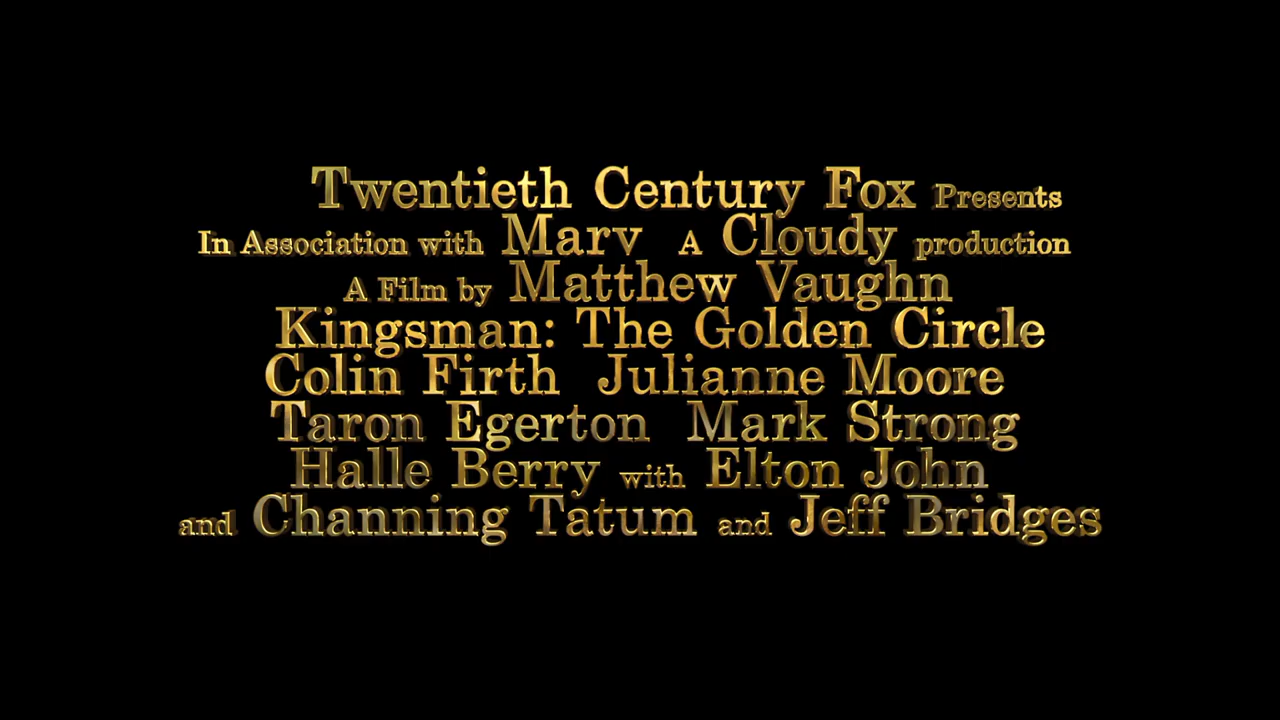 Twentieth Century Fox Presents
In Association with Marv A Cloudy production
A Film by Matthew Vaughn
Kingsman: The Golden Circle
Colin Firth Julianne Moore
Taron Egerton Mark Strong
Halle Berry with Elton John
and Channing Tatum and Jeff Bridges